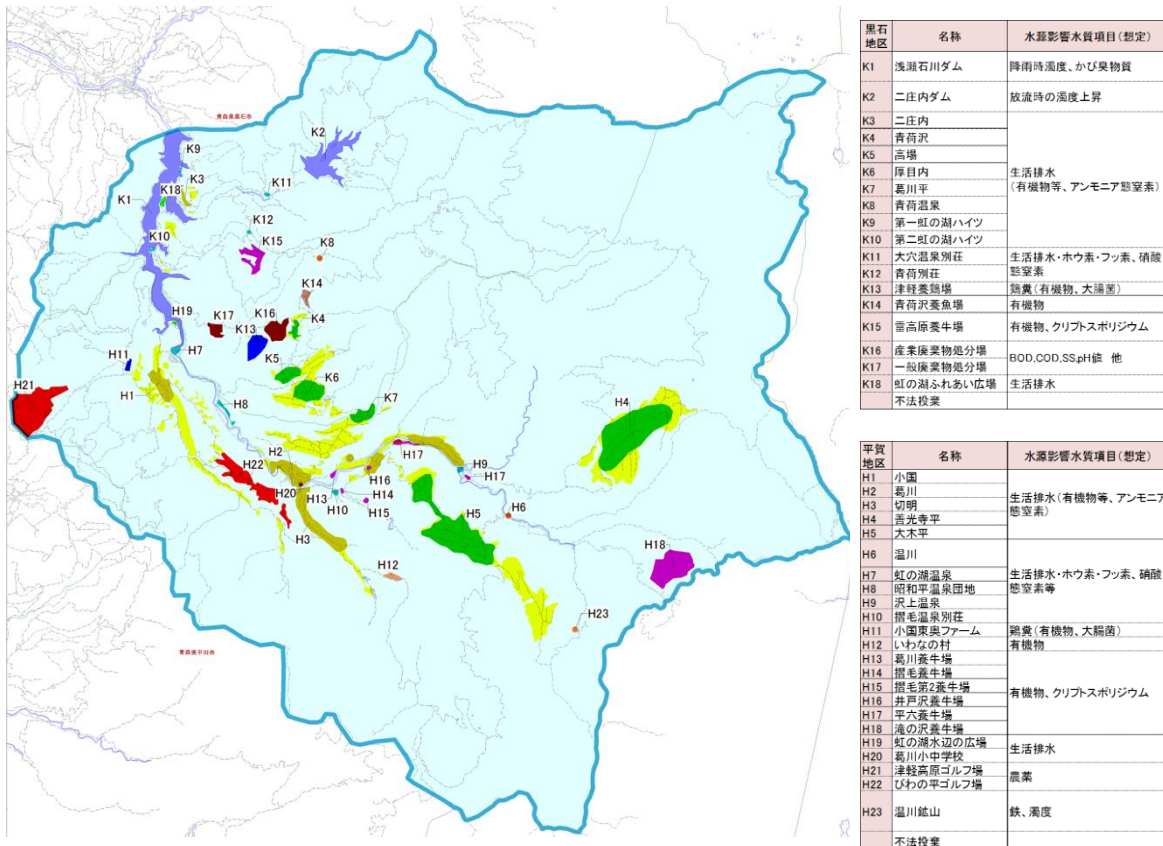 青森県黒石市
K2
K9
K3
K18
K11
K1
K12
K10
K15
K8
K14
H19
K17
K16
K4
K13
H7
H11
K5
K6
H21
H1
H8
K7
H4
H2
H17
H22
H16
H9
H17
H20
H13
H14
H10
H15
H6
H5
H3
H18
H12
H23
青森県平川市
黒石地区 名称 水源影響水質項目(想定)
K1 浅瀬石川ダム 降雨時濁度、かび臭物質
K2 二庄内ダム 放流時の濁度上昇
K3 二庄内
K4 青荷沢
K5 高場
K6 厚目内 生活排水
K7 葛川平 (有機物等、アンモニア態窒素)
K8 青荷温泉
K9 第一虹の湖ハイツ
K10 第二虹の湖ハイツ
K11 大穴温泉別荘 生活排水・ホウ素・フッ素、硝酸
K12 青荷別荘 態窒素
K13 津軽養鶏場 鶏糞(有機物、大腸菌)
K14 青荷沢養魚場 有機物
K15 雷高原養牛場 有機物、クリプトスポリジウム
K16 産業廃棄物処分場 BOD,COD,SS,pH値 他
K17 一般廃棄物処分場
K18 虹の湖ふれあい広場 生活排水
不法投棄
平賀地区 名称 水源影響水質項目(想定)
H1 小国
H2 葛川 生活排水(有機物等、アンモニア
H3 切明 態窒素)
H4 善光寺平
H5 大木平
H6 温川
H7 虹の湖温泉 生活排水・ホウ素・フッ素、硝酸
H8 昭和平温泉団地 態窒素等
H9 沢上温泉
H10 摺毛温泉別荘
H11 小国東奥ファーム 鶏糞(有機物、大腸菌)
H12 いわなの村 有機物
H13 葛川養牛場
H14 摺毛養牛場
H15 摺毛第2養牛場 有機物、クリプトスポリジウム
H16 井戸沢養牛場
H17 平六養牛場
H18 滝の沢養牛場
H19 虹の湖水辺の広場 生活排水
H20 葛川小中学校
H21 津軽高原ゴルフ場 農薬
H22 びわの平ゴルフ場
H23 温川鉱山 鉄、濁度
不法投棄